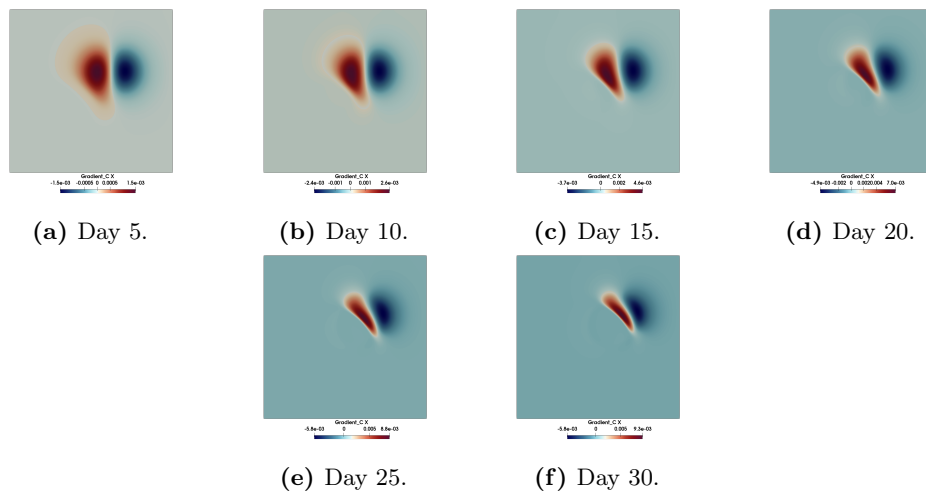 Gradient_C X
-1.5e-03 -0.0005 0 0.0005 1.5e-03
(a) Day 5.
Gradient_C X
-2.4e-03 -0.001 0 0.001 2.6e-03
(b) Day 10.
Gradient_C X
-3.7e-03 0 0.002 4.6e-03
(c) Day 15.
Gradient_C X
-4.9e-03 -0.002 0 0.0020.004 7.0e-03
(d) Day 20.
Gradient_C X
-5.8e-03 0 0.005 8.8e-03
(e) Day 25.
Gradient_C X
-5.8e-03 0 0.005 9.3e-03
(f) Day 30.